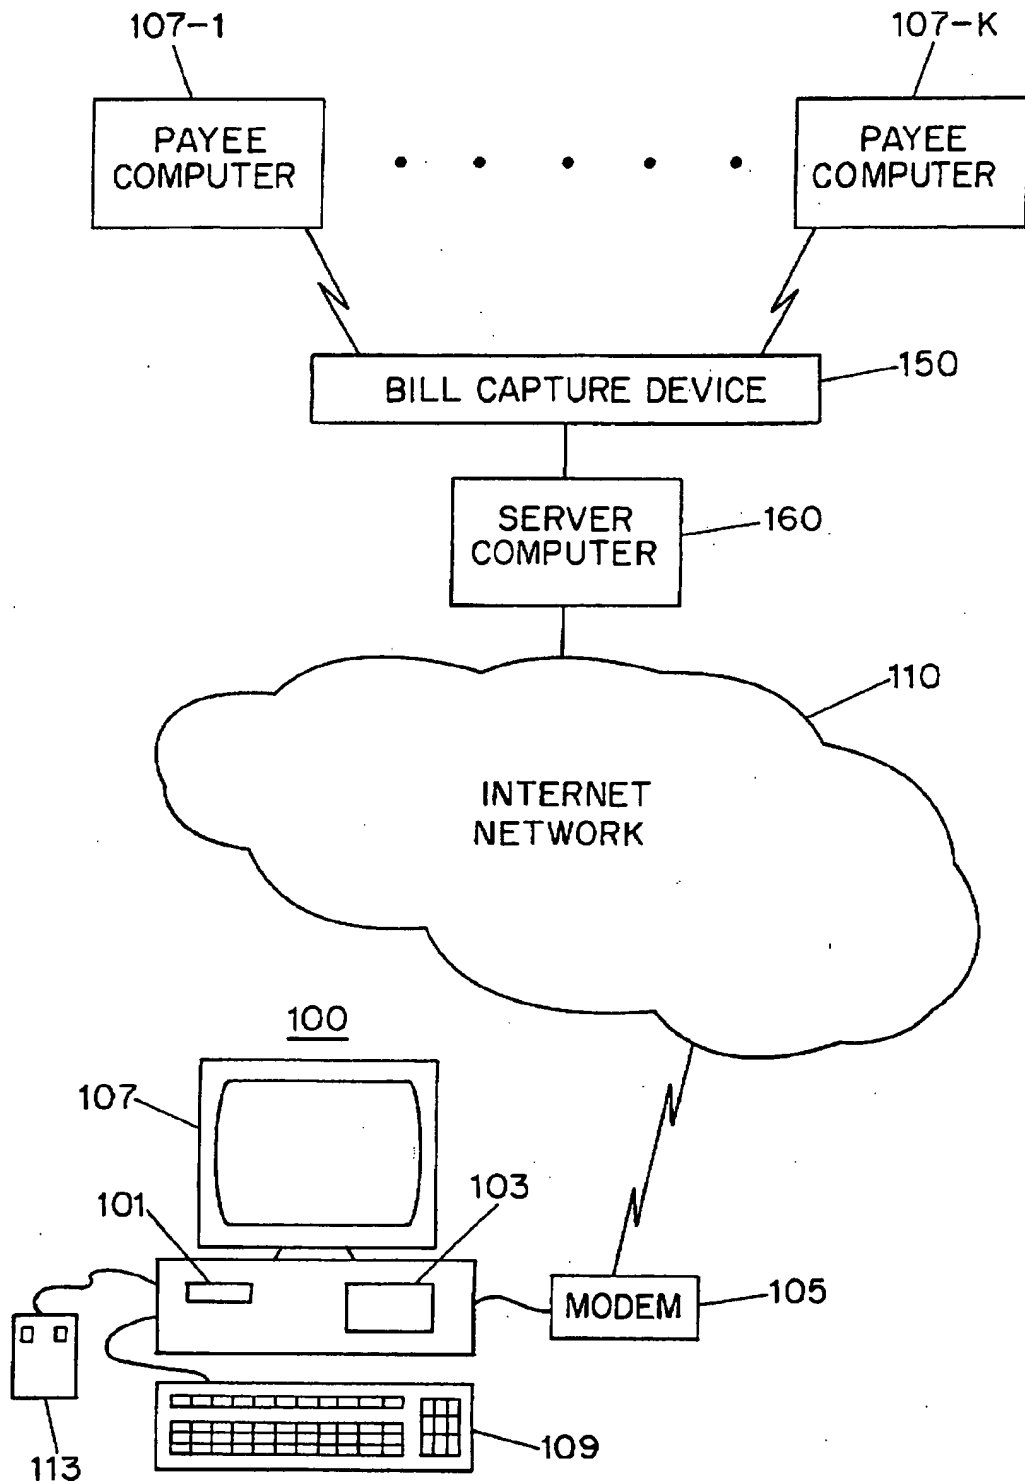 107-1
107-K
PAYEE
COMPUTER
PAYEE
COMPUTER
150
BILL CAPTURE DEVICE
SERVER
COMPUTER
160
110
INTERNET
NETWORK
100
107
101
103
MODEM
105
109
113